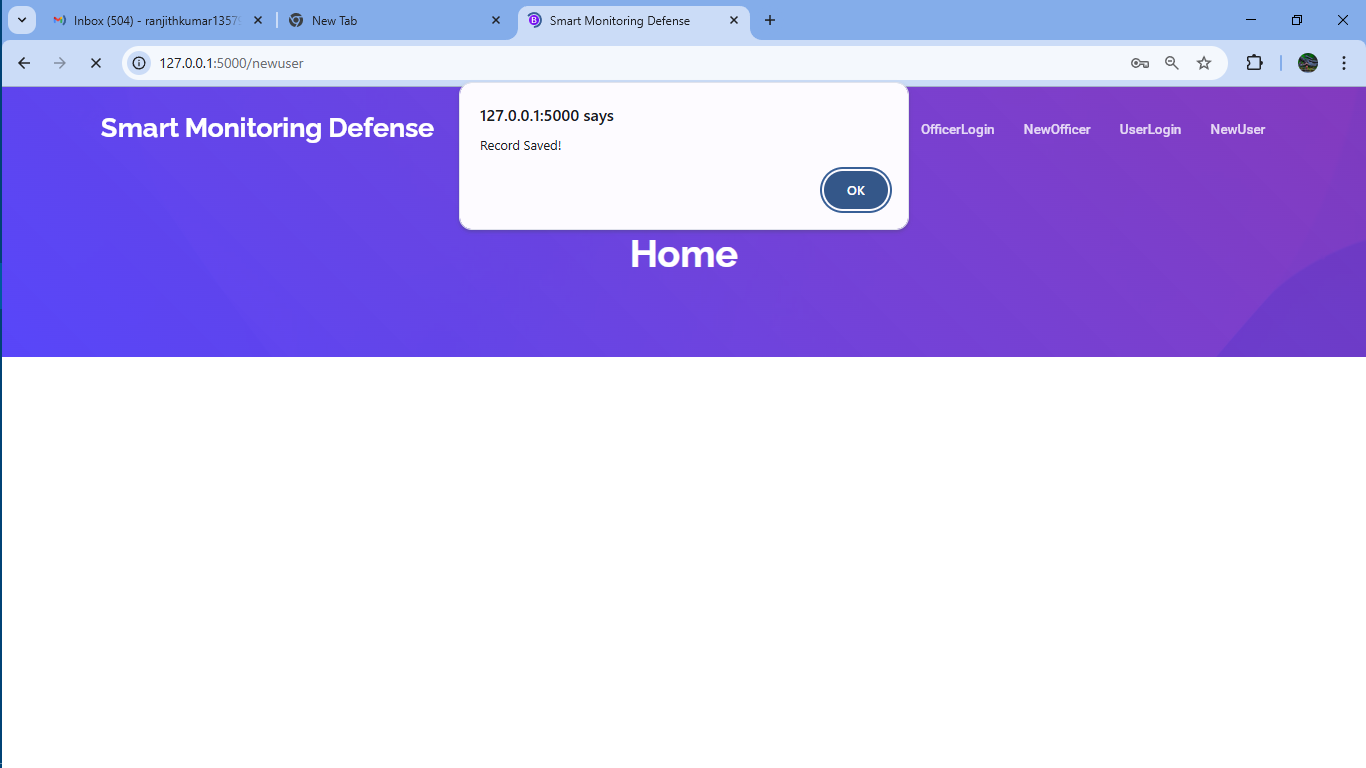 Inbox (504) - ranjithkumar13579
New Tab
Smart Monitoring Defense
127.0.0.1:5000/newuser
Smart Monitoring Defense
127.0.0.1:5000 says
Record Saved!
OK
OfficerLogin
NewOfficer
UserLogin
NewUser
Home